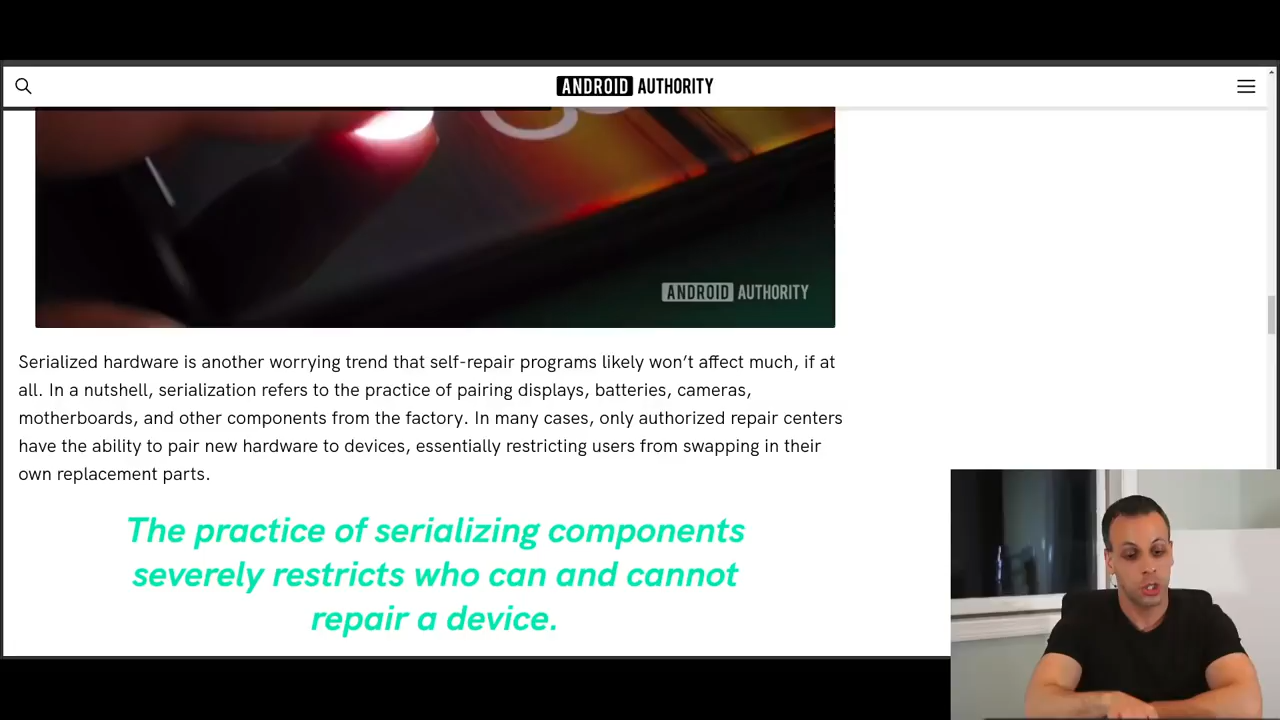 ANDROID AUTHORITY
ANDROID AUTHORITY
Serialized hardware is another worrying trend that self-repair programs likely won’t affect much, if at
all. In a nutshell, serialization refers to the practice of pairing displays, batteries, cameras,
motherboards, and other components from the factory. In many cases, only authorized repair centers
have the ability to pair new hardware to devices, essentially restricting users from swapping in their
own replacement parts.
The practice of serializing components
severely restricts who can and cannot
repair a device.